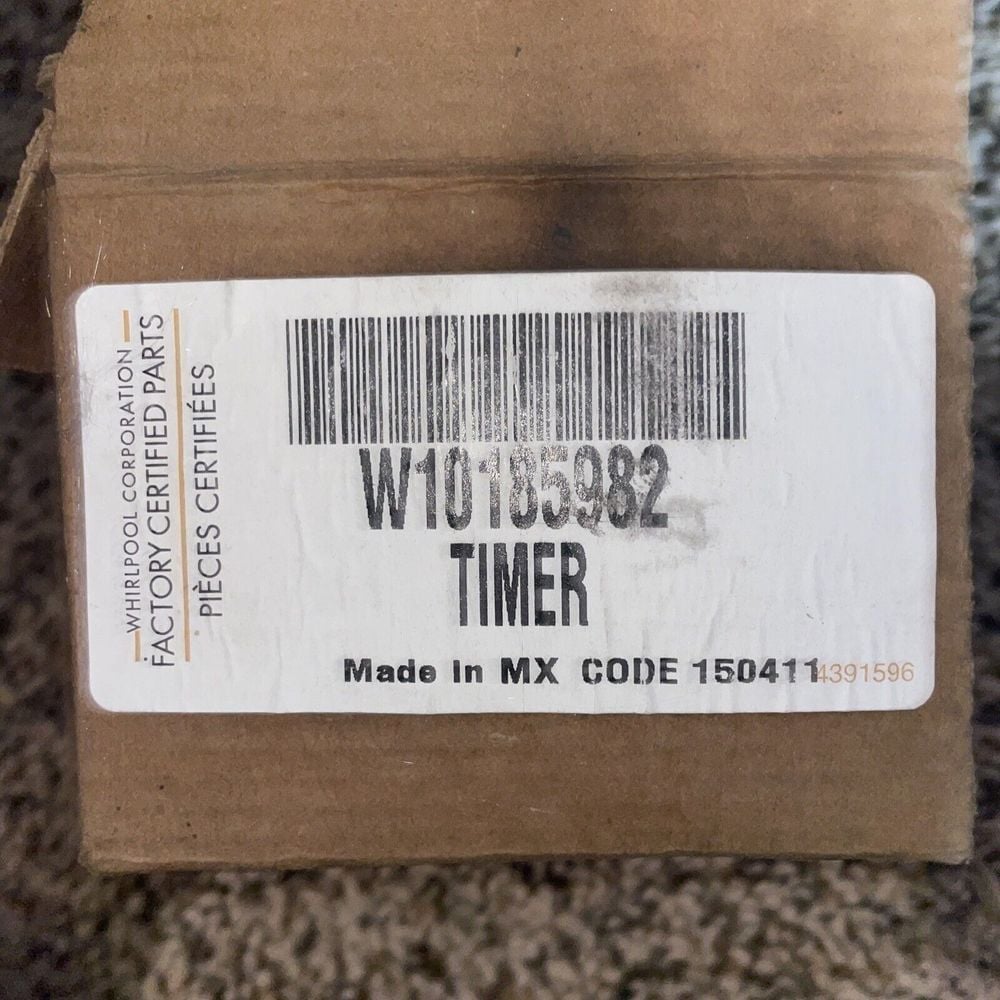 WHIRLPOOL CORPORATION
FACTORY CERTIFIED PARTS
PIÈCES CERTIFIÉES
W10185982
TIMER
Made in MX CODE 150411
4391596